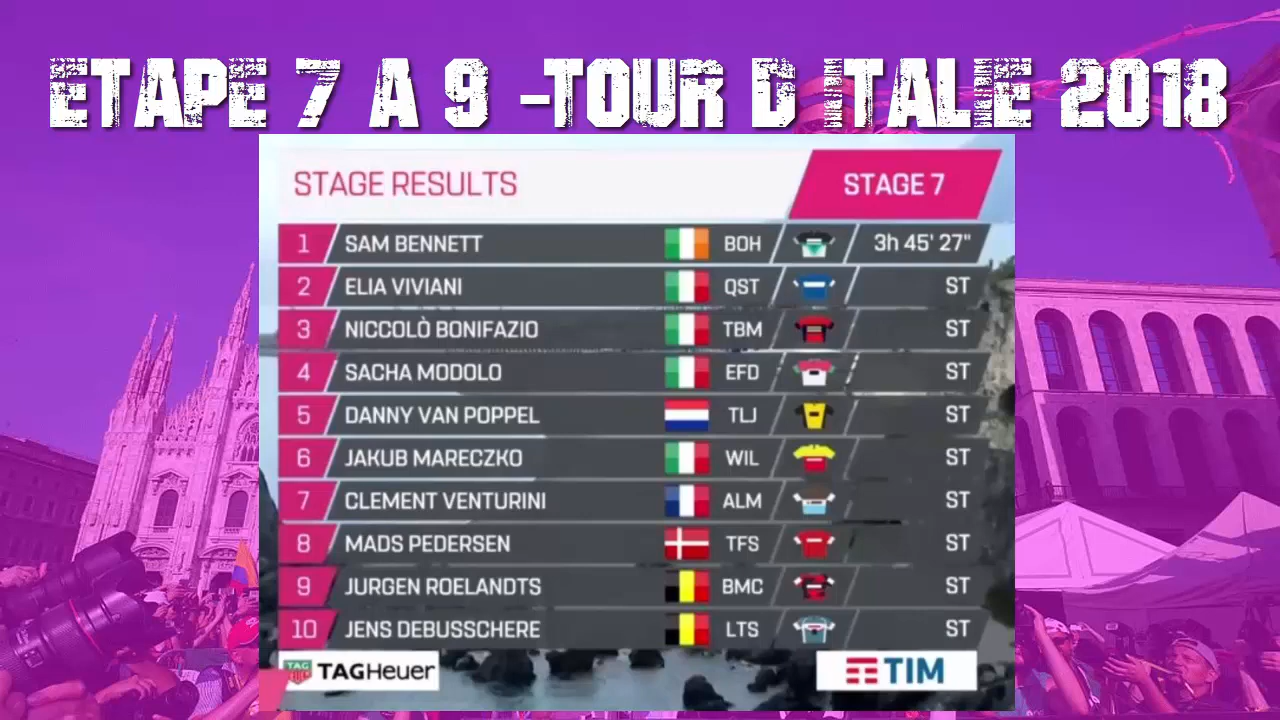 ETAPE 7 A 9 -TOUR D ITALIE 2018
STAGE RESULTS STAGE 7
1 SAM BENNETT BOH 3h 45' 27"
2 ELIA VIVIANI QST ST
3 NICCOLÒ BONIFAZIO TBM ST
4 SACHA MODOLO EFD ST
5 DANNY VAN POPPEL TLJ ST
6 JAKUB MARECZKO WIL ST
7 CLEMENT VENTURINI ALM ST
8 MADS PEDERSEN TFS ST
9 JURGEN ROELANDTS BMC ST
10 JENS DEBUSSCHERE LTS ST
TAG TAGHeuer TIM